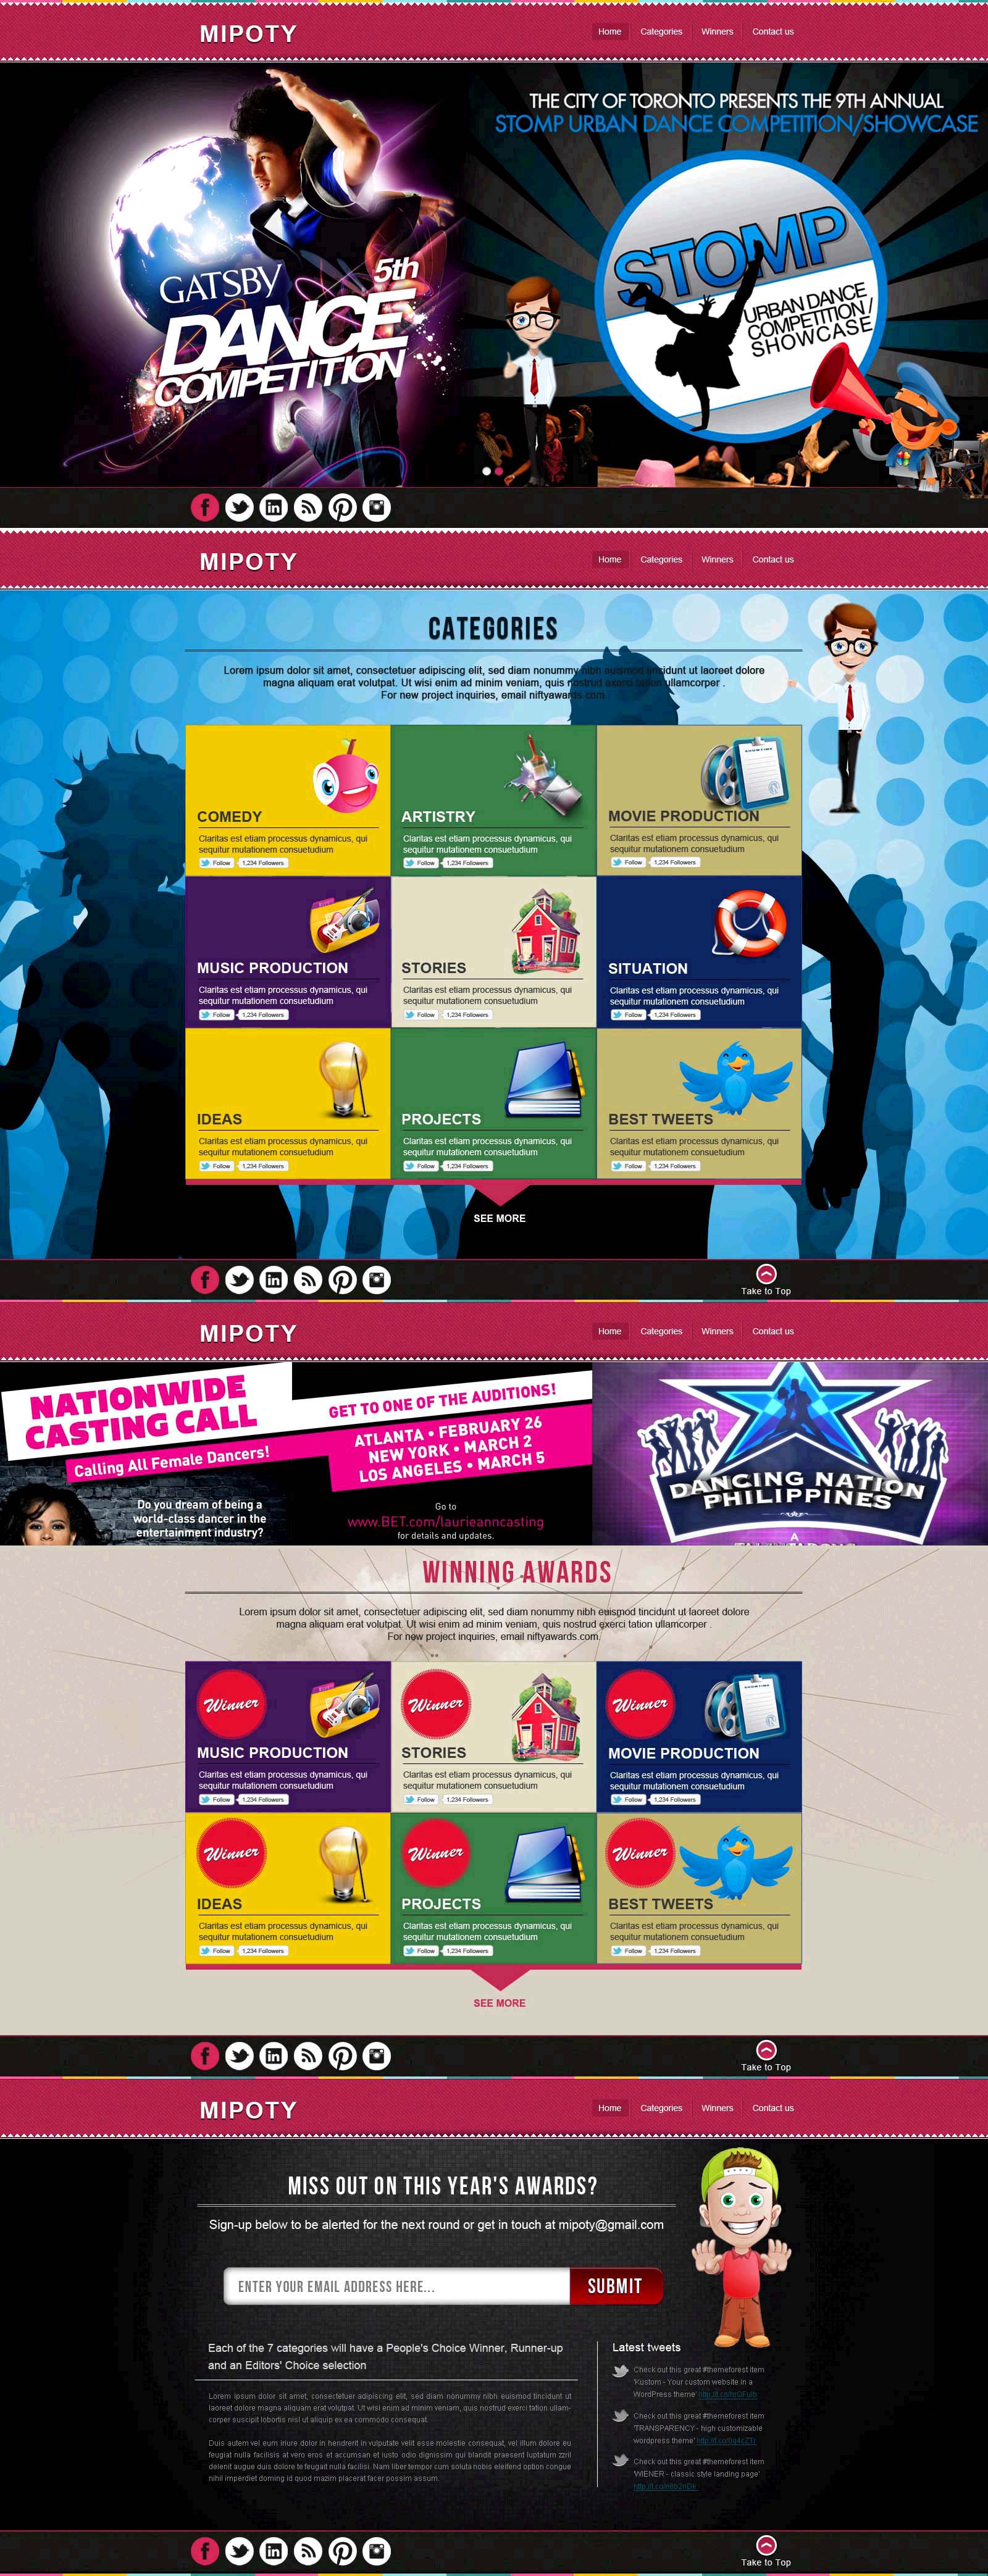 MIPOTY
Home Categories Winners Contact us
THE CITY OF TORONTO PRESENTS THE 9TH ANNUAL
STOMP URBAN DANCE COMPETITION/SHOWCASE
GATSBY 5th
DANCE
COMPETITION
STOMP
URBAN DANCE
COMPETITION/
SHOWCASE
MIPOTY
Home Categories Winners Contact us
CATEGORIES
Lorem ipsum dolor sit amet, consectetuer adipiscing elit, sed diam nonummy nibh euismod tincidunt ut laoreet dolore
magna aliquam erat volutpat. Ut wisi enim ad minim veniam, quis nostrud exerci tation ullamcorper .
For new project inquiries, email niftyawards.com.
COMEDY
Claritas est etiam processus dynamicus, qui
sequitur mutationem consuetudium
Follow 1,234 Followers
ARTISTRY
Claritas est etiam processus dynamicus, qui
sequitur mutationem consuetudium
Follow 1,234 Followers
MOVIE PRODUCTION
Claritas est etiam processus dynamicus, qui
sequitur mutationem consuetudium
Follow 1,234 Followers
MUSIC PRODUCTION
Claritas est etiam processus dynamicus, qui
sequitur mutationem consuetudium
Follow 1,234 Followers
STORIES
Claritas est etiam processus dynamicus, qui
sequitur mutationem consuetudium
Follow 1,234 Followers
SITUATION
Claritas est etiam processus dynamicus, qui
sequitur mutationem consuetudium
Follow 1,234 Followers
IDEAS
Claritas est etiam processus dynamicus, qui
sequitur mutationem consuetudium
Follow 1,234 Followers
PROJECTS
Claritas est etiam processus dynamicus, qui
sequitur mutationem consuetudium
Follow 1,234 Followers
BEST TWEETS
Claritas est etiam processus dynamicus, qui
sequitur mutationem consuetudium
Follow 1,234 Followers
SEE MORE
Take to Top
MIPOTY
Home Categories Winners Contact us
NATIONWIDE
CASTING CALL
Calling All Female Dancers!
Do you dream of being a
world-class dancer in the
entertainment industry?
GET TO ONE OF THE AUDITIONS!
ATLANTA • FEBRUARY 26
NEW YORK • MARCH 2
LOS ANGELES • MARCH 5
Go to
www.BET.com/laurieanncasting
for details and updates.
DANCING NATION
PHILIPPINES
A
WINNING AWARDS
Lorem ipsum dolor sit amet, consectetuer adipiscing elit, sed diam nonummy nibh euismod tincidunt ut laoreet dolore
magna aliquam erat volutpat. Ut wisi enim ad minim veniam, quis nostrud exerci tation ullamcorper .
For new project inquiries, email niftyawards.com.
Winner
MUSIC PRODUCTION
Claritas est etiam processus dynamicus, qui
sequitur mutationem consuetudium
Follow 1,234 Followers
Winner
STORIES
Claritas est etiam processus dynamicus, qui
sequitur mutationem consuetudium
Follow 1,234 Followers
Winner
MOVIE PRODUCTION
Claritas est etiam processus dynamicus, qui
sequitur mutationem consuetudium
Follow 1,234 Followers
Winner
IDEAS
Claritas est etiam processus dynamicus, qui
sequitur mutationem consuetudium
Follow 1,234 Followers
Winner
PROJECTS
Claritas est etiam processus dynamicus, qui
sequitur mutationem consuetudium
Follow 1,234 Followers
Winner
BEST TWEETS
Claritas est etiam processus dynamicus, qui
sequitur mutationem consuetudium
Follow 1,234 Followers
SEE MORE
Take to Top
MIPOTY
Home Categories Winners Contact us
MISS OUT ON THIS YEAR'S AWARDS?
Sign-up below to be alerted for the next round or get in touch at mipoty@gmail.com
ENTER YOUR EMAIL ADDRESS HERE... SUBMIT
Each of the 7 categories will have a People's Choice Winner, Runner-up
and an Editors' Choice selection
Lorem ipsum dolor sit amet, consectetuer adipiscing elit, sed diam nonummy nibh euismod tincidunt ut
laoreet dolore magna aliquam erat volutpat. Ut wisi enim ad minim veniam, quis nostrud exerci tation ullam-
corper suscipit lobortis nisl ut aliquip ex ea commodo consequat.
Duis autem vel eum iriure dolor in hendrerit in vulputate velit esse molestie consequat, vel illum dolore eu
feugiat nulla facilisis at vero eros et accumsan et iusto odio dignissim qui blandit praesent luptatum zzril
delenit augue duis dolore te feugait nulla facilisi. Nam liber tempor cum soluta nobis eleifend option congue
nihil imperdiet doming id quod mazim placerat facer possim assum.
Latest tweets
Check out this great #themeforest item
'Kustom - Your custom website in a
WordPress theme'
Check out this great #themeforest item
'TRANSPARENCY - high customizable
wordpress theme'
Check out this great #themeforest item
'WIENER - classic style landing page'
Take to Top